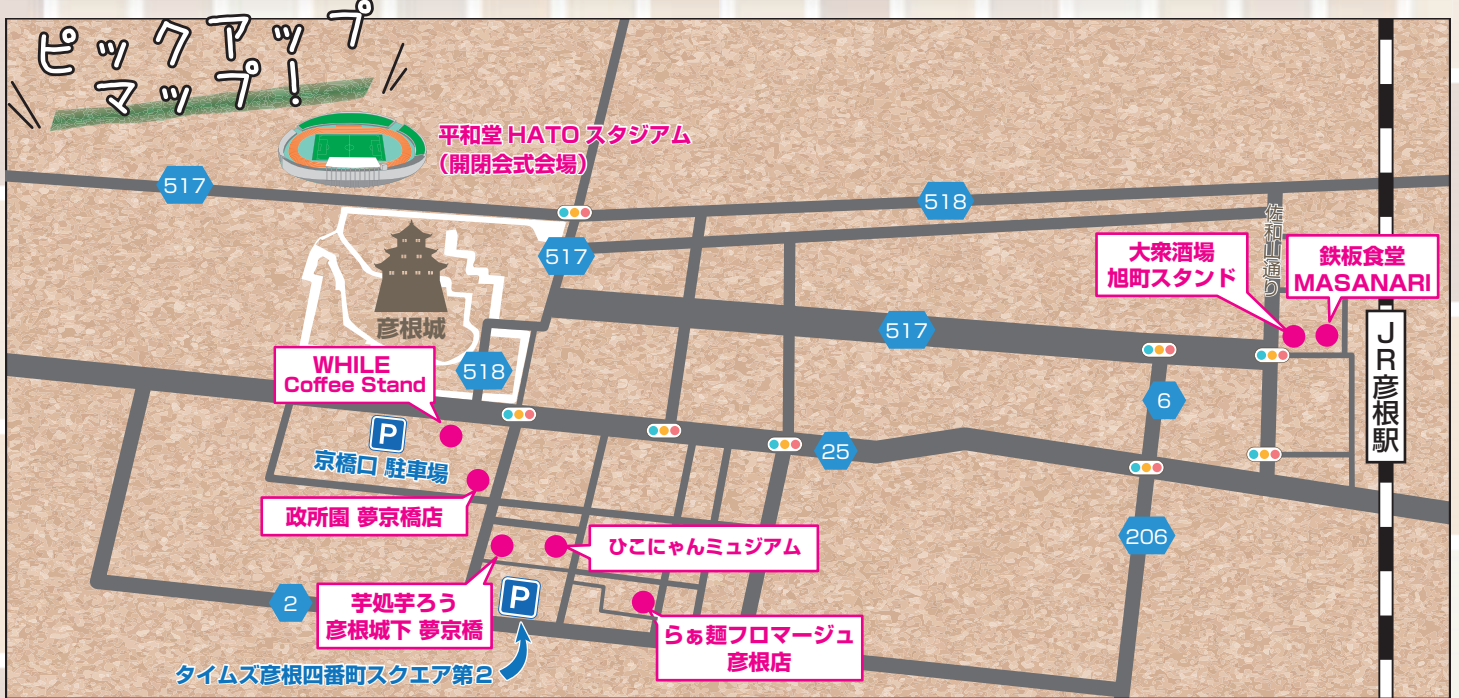 ピックアップ
マップ!
平和堂 HATO スタジアム
(開閉会式会場)
517
518
佐和山通り
517
大衆酒場
旭町スタンド
鉄板食堂
MASANARI
彦根城
517
JR彦根駅
WHILE
Coffee Stand
518
6
P
京橋口 駐車場
25
政所園 夢京橋店
206
ひこにゃんミュジアム
2
芋処芋ろう
彦根城下 夢京橋
P
らぁ麺フロマージュ
彦根店
タイムズ彦根四番町スクエア第2